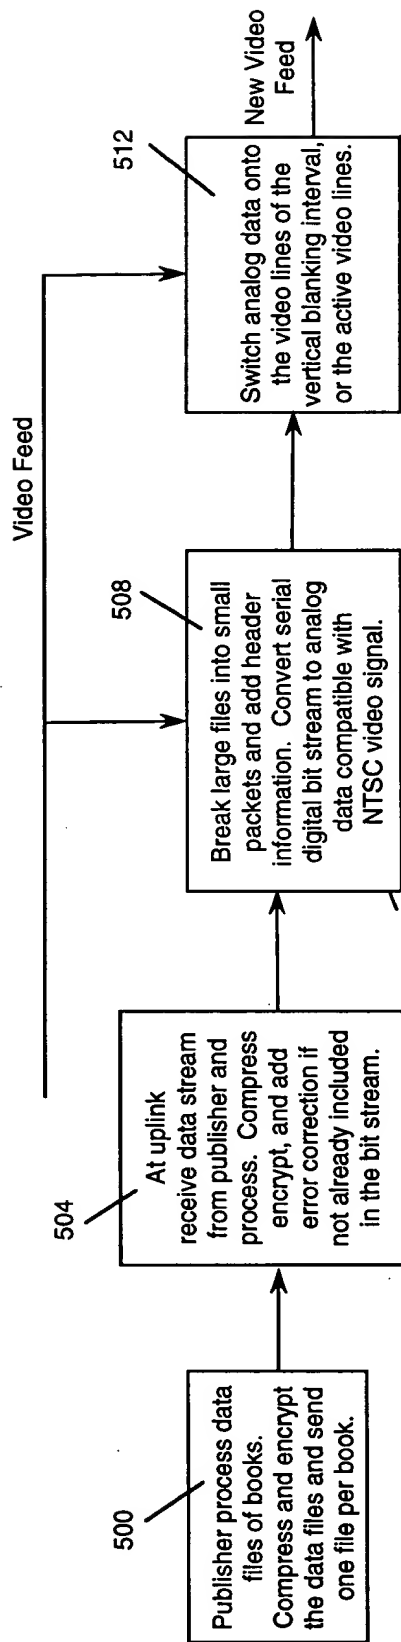 500
Publisher process data
files of books.
Compress and encrypt
the data files and send
one file per book.
504
At uplink
receive data stream
from publisher and
process. Compress
encrypt, and add
error correction if
not already included
in the bit stream.
Video Feed
508
Break large files into small
packets and add header
information. Convert serial
digital bit stream to analog
data compatible with
NTSC video signal.
512
Switch analog data onto
the video lines of the
vertical blanking interval,
or the active video lines.
New Video
Feed